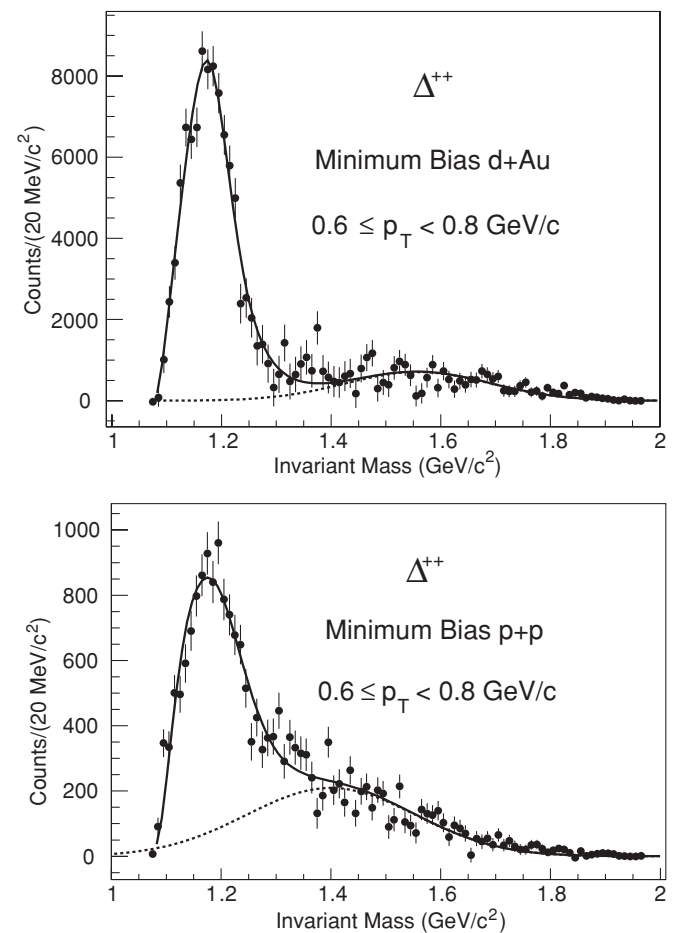 8000
6000
4000
2000
0
Counts/(20 MeV/c²)
Δ⁺⁺
Minimum Bias d+Au
0.6 ≤ p_T < 0.8 GeV/c
1 1.2 1.4 1.6 1.8 2
Invariant Mass (GeV/c²)
1000
800
600
400
200
0
Counts/(20 MeV/c²)
Δ⁺⁺
Minimum Bias p+p
0.6 ≤ p_T < 0.8 GeV/c
1 1.2 1.4 1.6 1.8 2
Invariant Mass (GeV/c²)